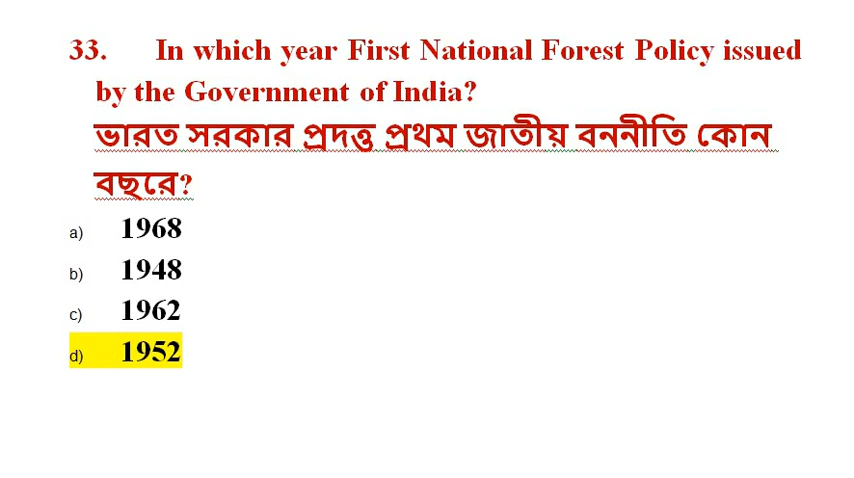 33. In which year First National Forest Policy issued
by the Government of India?
ভারত সরকার প্রদত্ত প্রথম জাতীয় বননীতি কোন
বছরে?
a) 1968
b) 1948
c) 1962
d) 1952